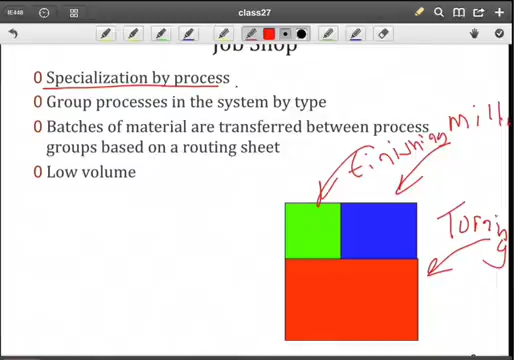 IE448
class27
Job Shop
Specialization by process
Group processes in the system by type
Batches of material are transferred between process
groups based on a routing sheet
Low volume
Finishing
Turning